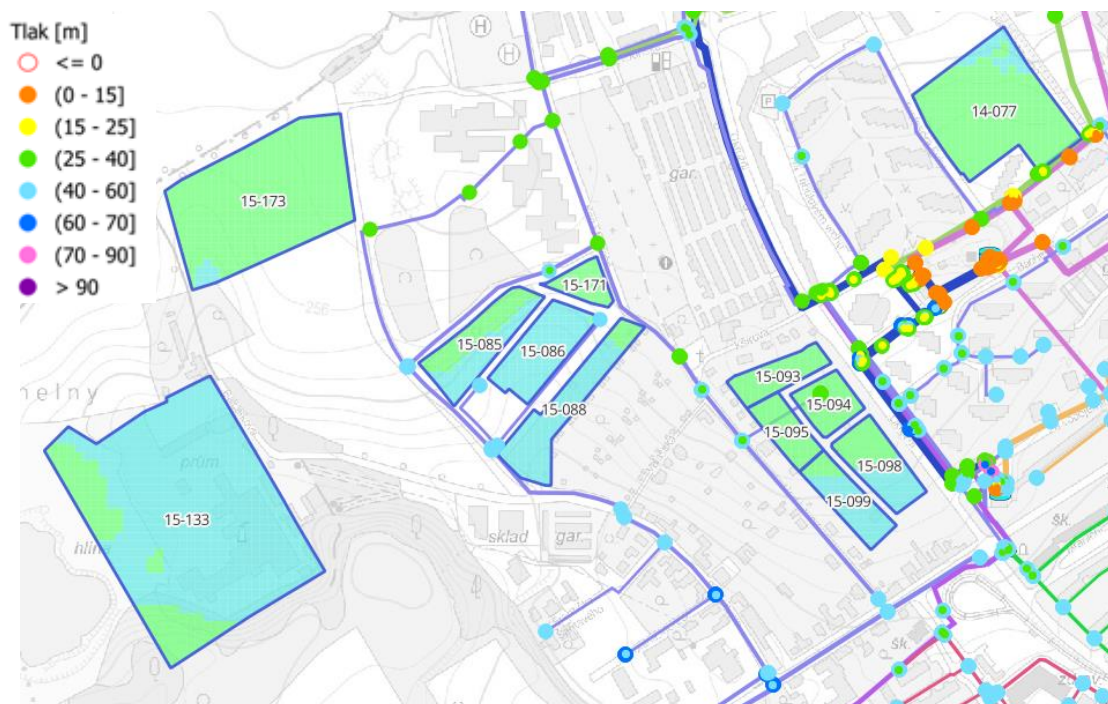 Tlak [m]
<= 0
(0 - 15]
(15 - 25]
(25 - 40]
(40 - 60]
(60 - 70]
(70 - 90]
> 90
H
H
P
14-077
gar.
15-173
256
15-171
15-085
15-086
15-088
15-093
15-094
15-095
15-098
15-099
helny
prům
15-133
hlin
sklad
gar.
šk.
šk.